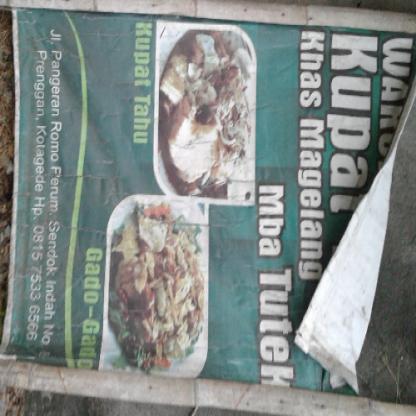 WARU
Kupat
Khas Magelang
Mba Tutek
Kupat Tahu
Gado-Gado
Jl. Pangeran Romo Perum. Sendok Indah No
Prenggan, Kotagede Hp. 0815 7533 6566